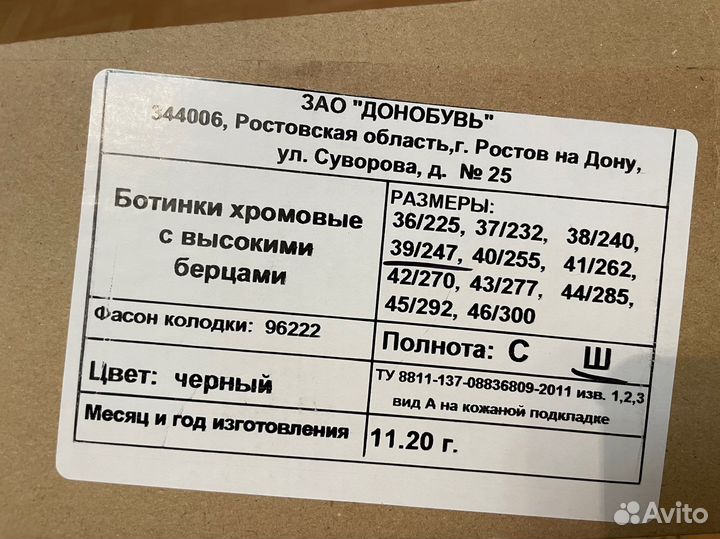 ЗАО "ДОНОБУВЬ"
344006, Ростовская область,г. Ростов на Дону,
ул. Суворова, д. № 25
Ботинки хромовые
с высокими
берцами
РАЗМЕРЫ:
36/225, 37/232, 38/240,
39/247, 40/255, 41/262,
42/270, 43/277, 44/285,
45/292, 46/300
Фасон колодки: 96222
Полнота: С Ш
Цвет: черный
ТУ 8811-137-08836809-2011 изв. 1,2,3
вид А на кожаной подкладке
Месяц и год изготовления
11.20 г.
Avito